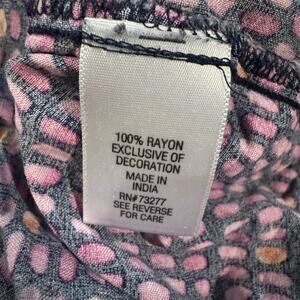 100% RAYON
EXCLUSIVE OF
DECORATION
MADE IN
INDIA
RN#73277
SEE REVERSE
FOR CARE